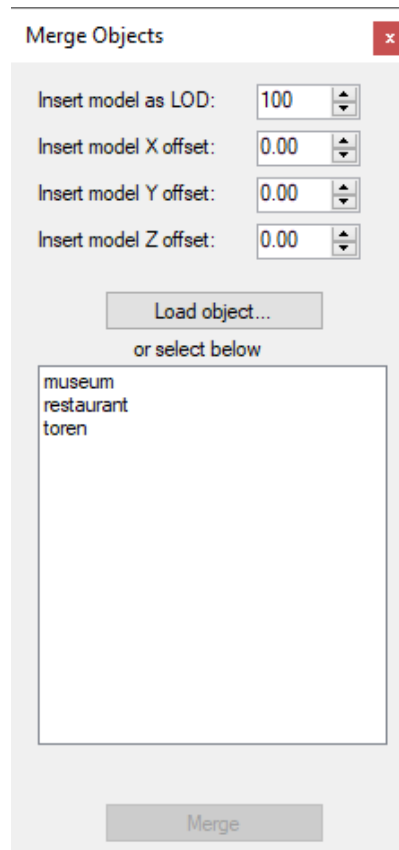 Merge Objects
x
Insert model as LOD: 100
Insert model X offset: 0.00
Insert model Y offset: 0.00
Insert model Z offset: 0.00
Load object...
or select below
museum
restaurant
toren
Merge